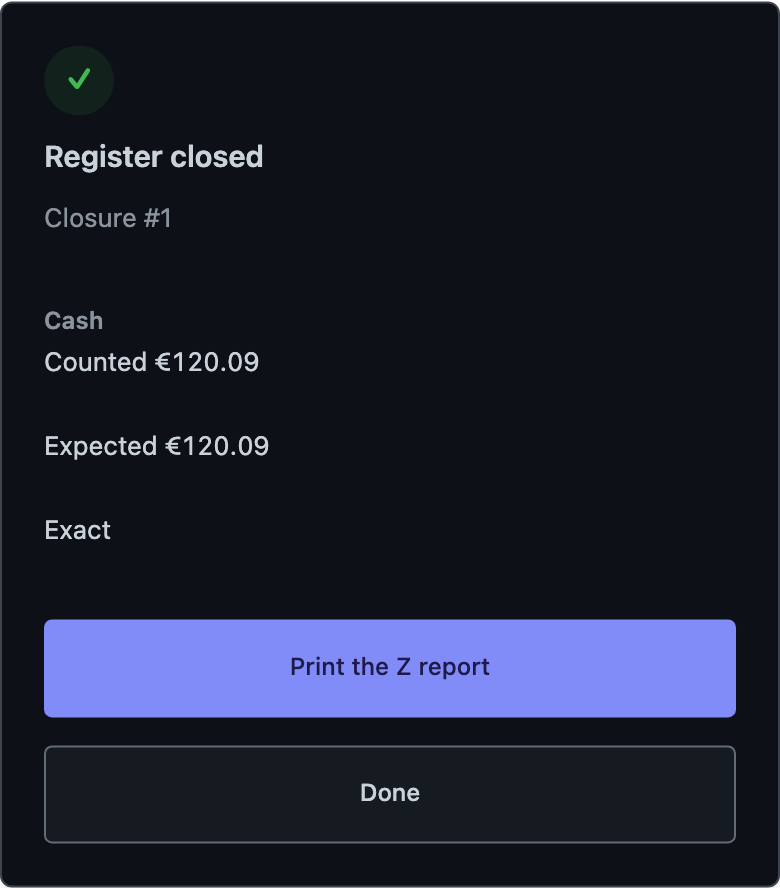 Register closed
Closure #1
Cash
Counted €120.09
Expected €120.09
Exact
Print the Z report
Done